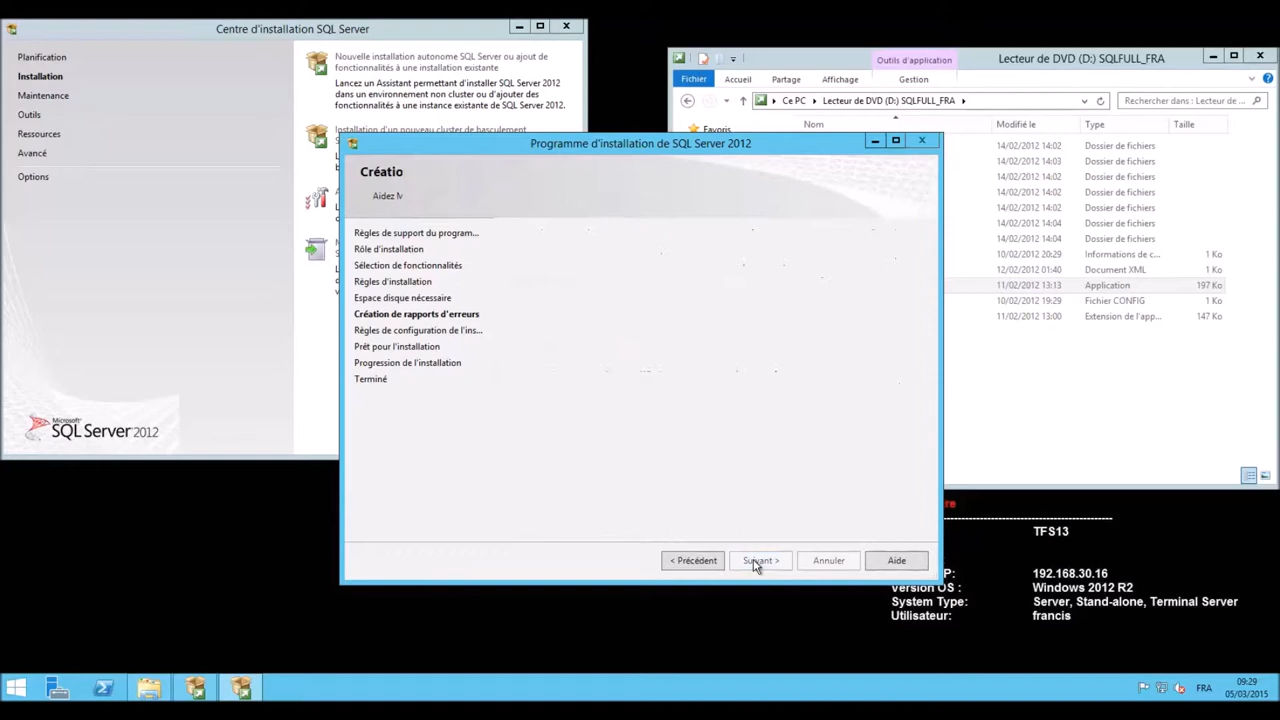 Centre d'installation SQL Server
Planification
Installation
Maintenance
Outils
Ressources
Avancé
Options
Nouvelle installation autonome SQL Server ou ajout de
fonctionnalités à une installation existante
Lancez un Assistant permettant d'installer SQL Server 2012
dans un environnement non cluster ou d'ajouter des
fonctionnalités à une instance existante de SQL Server 2012.
Installation d'un nouveau cluster de basculement
Microsoft
SQL Server 2012
Lecteur de DVD (D:) SQLFULL_FRA
Outils d'application
Fichier
Accueil
Partage
Affichage
Gestion
Ce PC
Lecteur de DVD (D:) SQLFULL_FRA
Rechercher dans : Lecteur de ...
Favoris
Nom
Modifié le
Type
Taille
14/02/2012 14:02 Dossier de fichiers
14/02/2012 14:03 Dossier de fichiers
14/02/2012 14:02 Dossier de fichiers
14/02/2012 14:02 Dossier de fichiers
14/02/2012 14:02 Dossier de fichiers
14/02/2012 14:04 Dossier de fichiers
14/02/2012 14:04 Dossier de fichiers
10/02/2012 20:29 Informations de c... 1 Ko
12/02/2012 01:40 Document XML 1 Ko
11/02/2012 13:13 Application 197 Ko
10/02/2012 19:29 Fichier CONFIG 1 Ko
11/02/2012 13:00 Extension de l'app... 147 Ko
Programme d'installation de SQL Server 2012
Créatio
Aidez
Règles de support du program...
Rôle d'installation
Sélection de fonctionnalités
Règles d'installation
Espace disque nécessaire
Création de rapports d'erreurs
Règles de configuration de l'ins...
Prêt pour l'installation
Progression de l'installation
Terminé
< Précédent
Suivant >
Annuler
Aide
re
TFS13
P: 192.168.30.16
Version OS : Windows 2012 R2
System Type: Server, Stand-alone, Terminal Server
Utilisateur: francis
FRA
09:29
05/03/2015